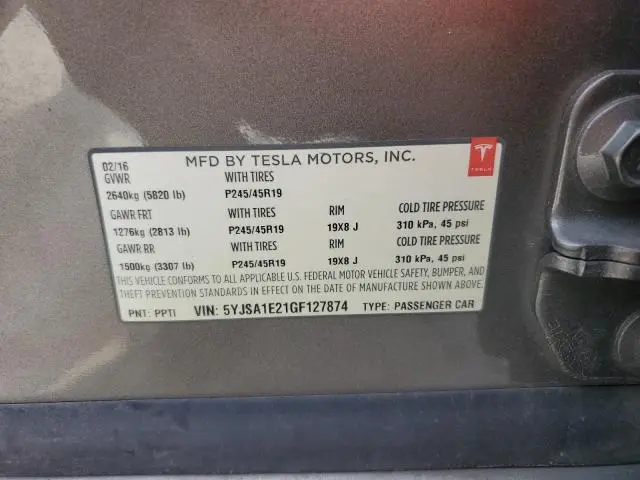 MFD BY TESLA MOTORS, INC.
TESLA
02/16
GVWR WITH TIRES
2640kg (5820 lb) P245/45R19
GAWR FRT WITH TIRES RIM COLD TIRE PRESSURE
1276kg (2813 lb) P245/45R19 19X8 J 310 kPa, 45 psi
GAWR RR WITH TIRES RIM COLD TIRE PRESSURE
1500kg (3307 lb) P245/45R19 19X8 J 310 kPa, 45 psi
THIS VEHICLE CONFORMS TO ALL APPLICABLE U.S. FEDERAL MOTOR VEHICLE SAFETY, BUMPER, AND
THEFT PREVENTION STANDARDS IN EFFECT ON THE DATE OF MANUFACTURE SHOWN ABOVE.
PNT: PPTI VIN: 5YJSA1E21GF127874 TYPE: PASSENGER CAR